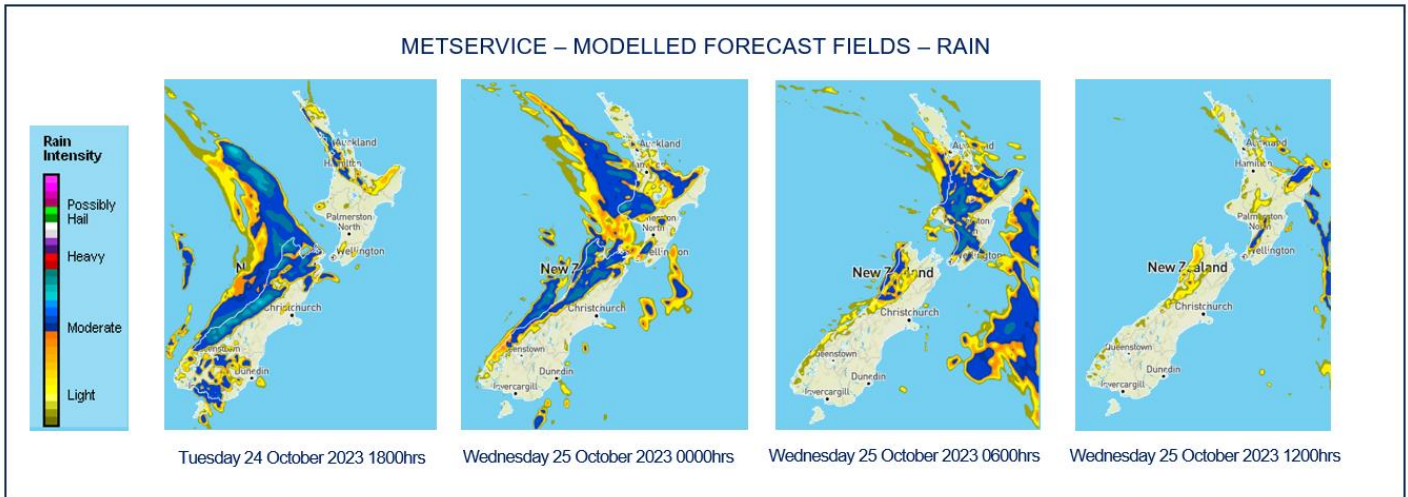 METSERVICE – MODELLED FORECAST FIELDS – RAIN
Rain
Intensity
Possibly
Hail
Heavy
Moderate
Light
Auckland
Hamilton
Palmerston
North
Wellington
N
Christchurch
Dunedin
Tuesday 24 October 2023 1800hrs
Auckland
North
Wellington
New Z
Christchurch
Queenstown
Dunedin
Invercargill
Wednesday 25 October 2023 0000hrs
North
Wellington
New Zealand
Christchurch
Queenstown
Dunedin
Invercargill
Wednesday 25 October 2023 0600hrs
Auckland
Hamilton
Palmerston
North
Wellington
New Zealand
Christchurch
Queenstown
Dunedin
Invercargill
Wednesday 25 October 2023 1200hrs